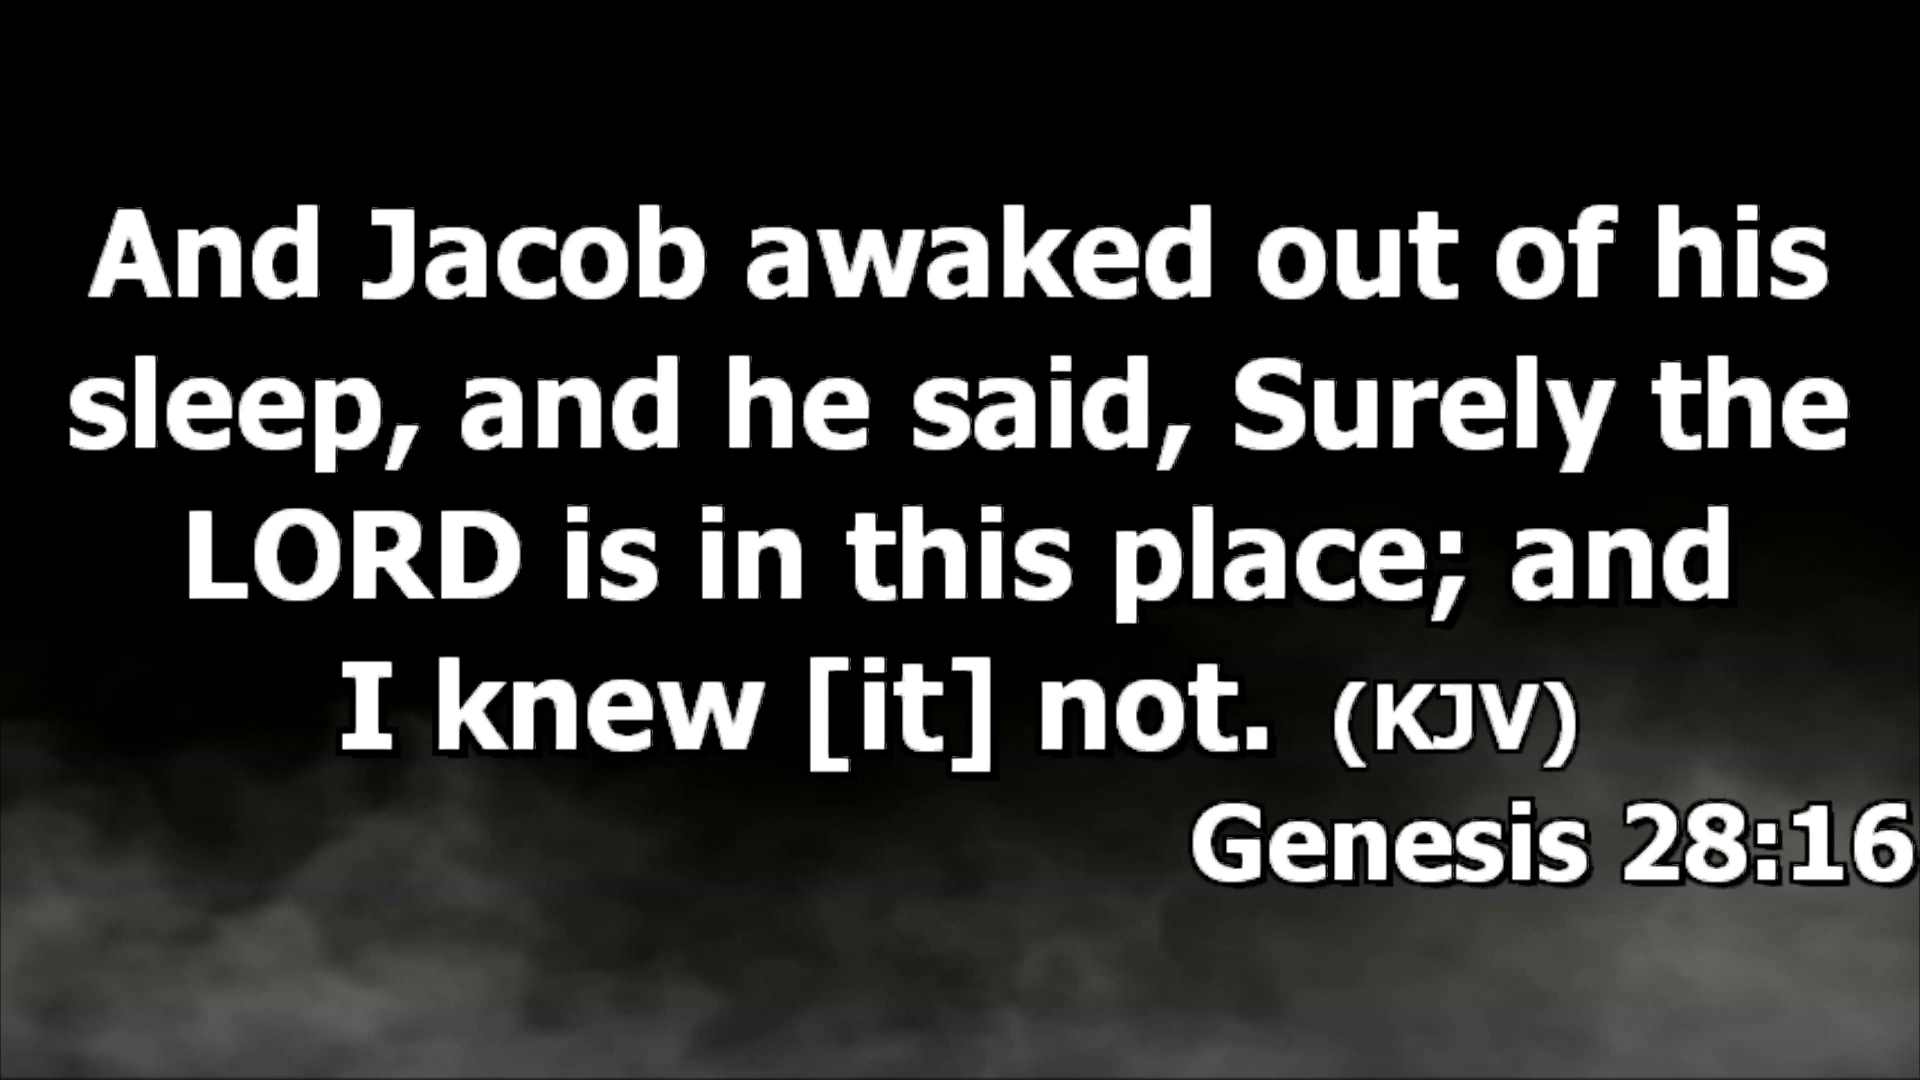 And Jacob awaked out of his
sleep, and he said, Surely the
LORD is in this place; and
I knew [it] not. (KJV)
Genesis 28:16